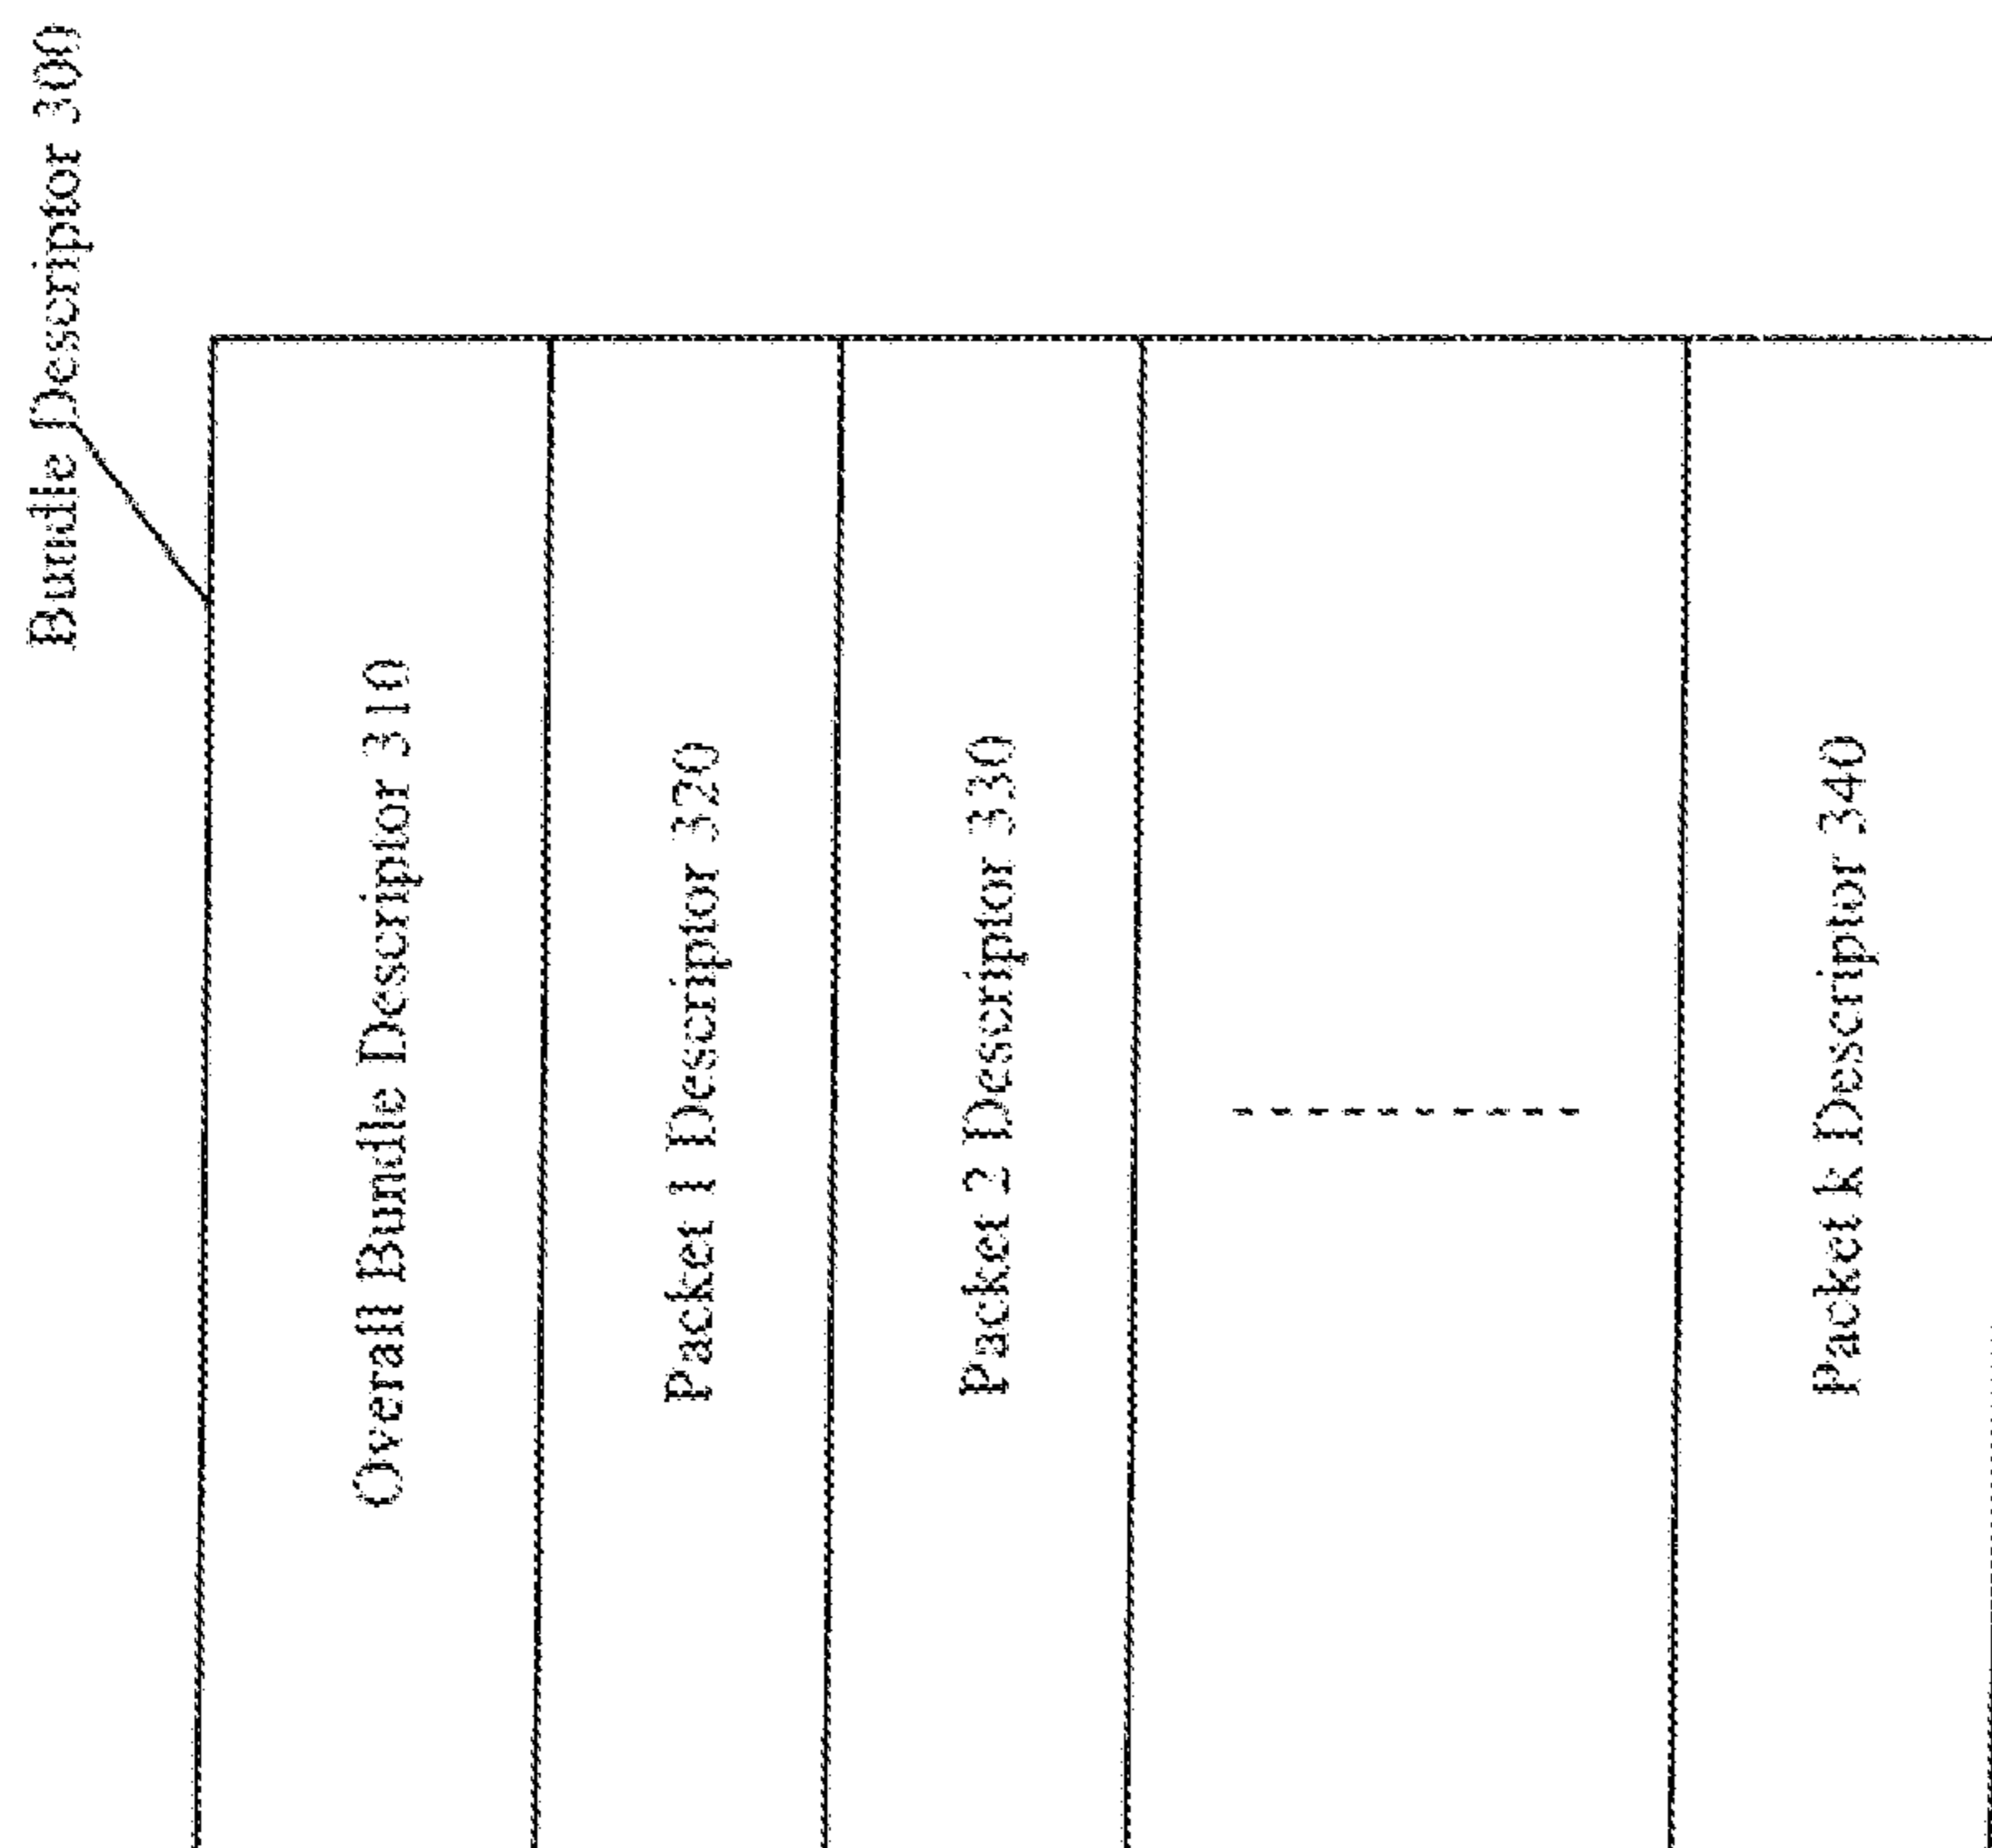 Bundle Descriptor 300
Overall Bundle Descriptor 310
Packet 1 Descriptor 320
Packet 2 Descriptor 330
Packet k Descriptor 340